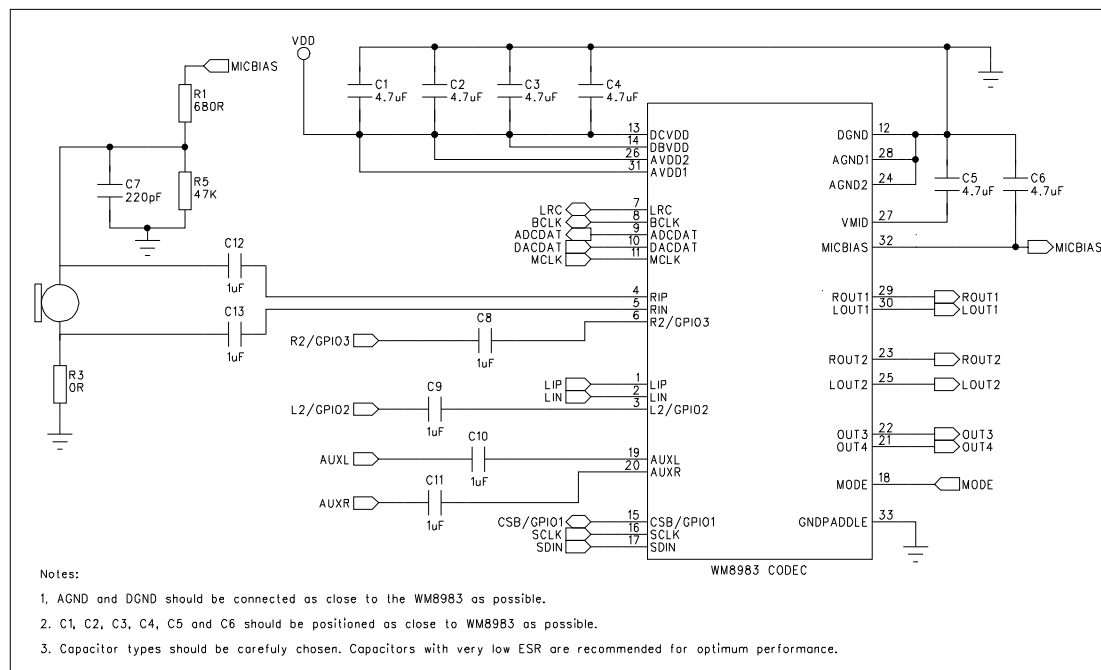 VDD
MICBIAS
R1
680R
C1
4.7uF
C2
4.7uF
C3
4.7uF
C4
4.7uF
C7
220pF
R5
47K
13 DCVDD
14 DBVDD
26 AVDD2
31 AVDD1
DGND 12
AGND1 28
AGND2 24
VMID 27
MICBIAS 32 MICBIAS
C5
4.7uF
C6
4.7uF
LRC 7 LRC
BCLK 8 BCLK
ADCDAT 9 ADCDAT
DACDAT 10 DACDAT
MCLK 11 MCLK
C12
1uF
C13
1uF
4 RIP
5 RIN
6 R2/GPIO3
C8
1uF
R2/GPIO3
ROUT1 29 ROUT1
LOUT1 30 LOUT1
ROUT2 23 ROUT2
LOUT2 25 LOUT2
R3
0R
LIP 1 LIP
LIN 2 LIN
L2/GPIO2 3 L2/GPIO2
C9
1uF
OUT3 22 OUT3
OUT4 21 OUT4
C10
1uF
AUXL 19 AUXL
AUXR 20 AUXR
C11
1uF
MODE 18 MODE
CSB/GPIO1 15 CSB/GPIO1
SCLK 16 SCLK
SDIN 17 SDIN
GNDPADDLE 33
WM8983 CODEC
Notes:
1, AGND and DGND should be connected as close to the WM8983 as possible.
2. C1, C2, C3, C4, C5 and C6 should be positioned as close to WM8983 as possible.
3. Capacitor types should be carefuly chosen. Capacitors with very low ESR are recommended for optimum performance.